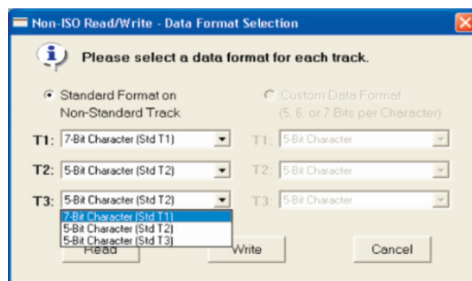 Non-ISO Read/Write - Data Format Selection
Please select a data format for each track.
Standard Format on
Non-Standard Track
Custom Data Format
(5, 6, or 7 Bits per Character)
T1: 7-Bit Character (Std T1) T1: 5-Bit Character
T2: 5-Bit Character (Std T2) T2: 5-Bit Character
T3: 5-Bit Character (Std T2) T3: 5-Bit Character
7-Bit Character (Std T1)
5-Bit Character (Std T2)
5-Bit Character (Std T3)
Read Write Cancel